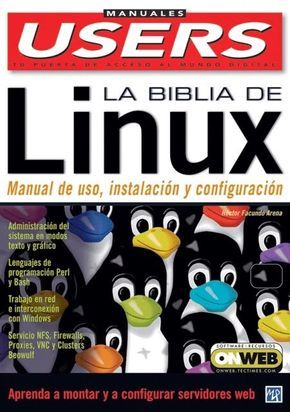 MANUALES
USERS
TU PUERTA DE ACCESO AL MUNDO DIGITAL
LA BIBLIA DE
Linux
Manual de uso, instalación y configuración
Héctor Facundo Arena
Administración del
sistema en modos
texto y gráfico
Lenguajes de
programación Perl
y Bash
Trabajo en red
e interconexión
con Windows
Servicio NFS, Firewalls,
Proxies, VNC y Clusters
Beowulf
SOFTWARE+RECURSOS
ONWEB
ONWEB.TECTIMES.COM
Aprenda a montar y a configurar servidores web
MP